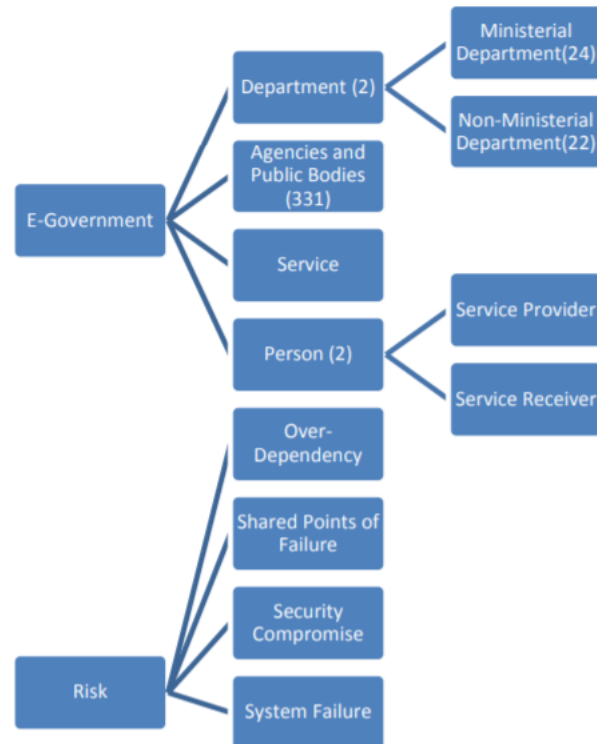 Ministerial
Department(24)
Department (2)
Non-Ministerial
Department(22)
Agencies and
Public Bodies
(331)
E-Government
Service
Service Provider
Person (2)
Service Receiver
Over-
Dependency
Shared Points of
Failure
Security
Compromise
Risk
System Failure